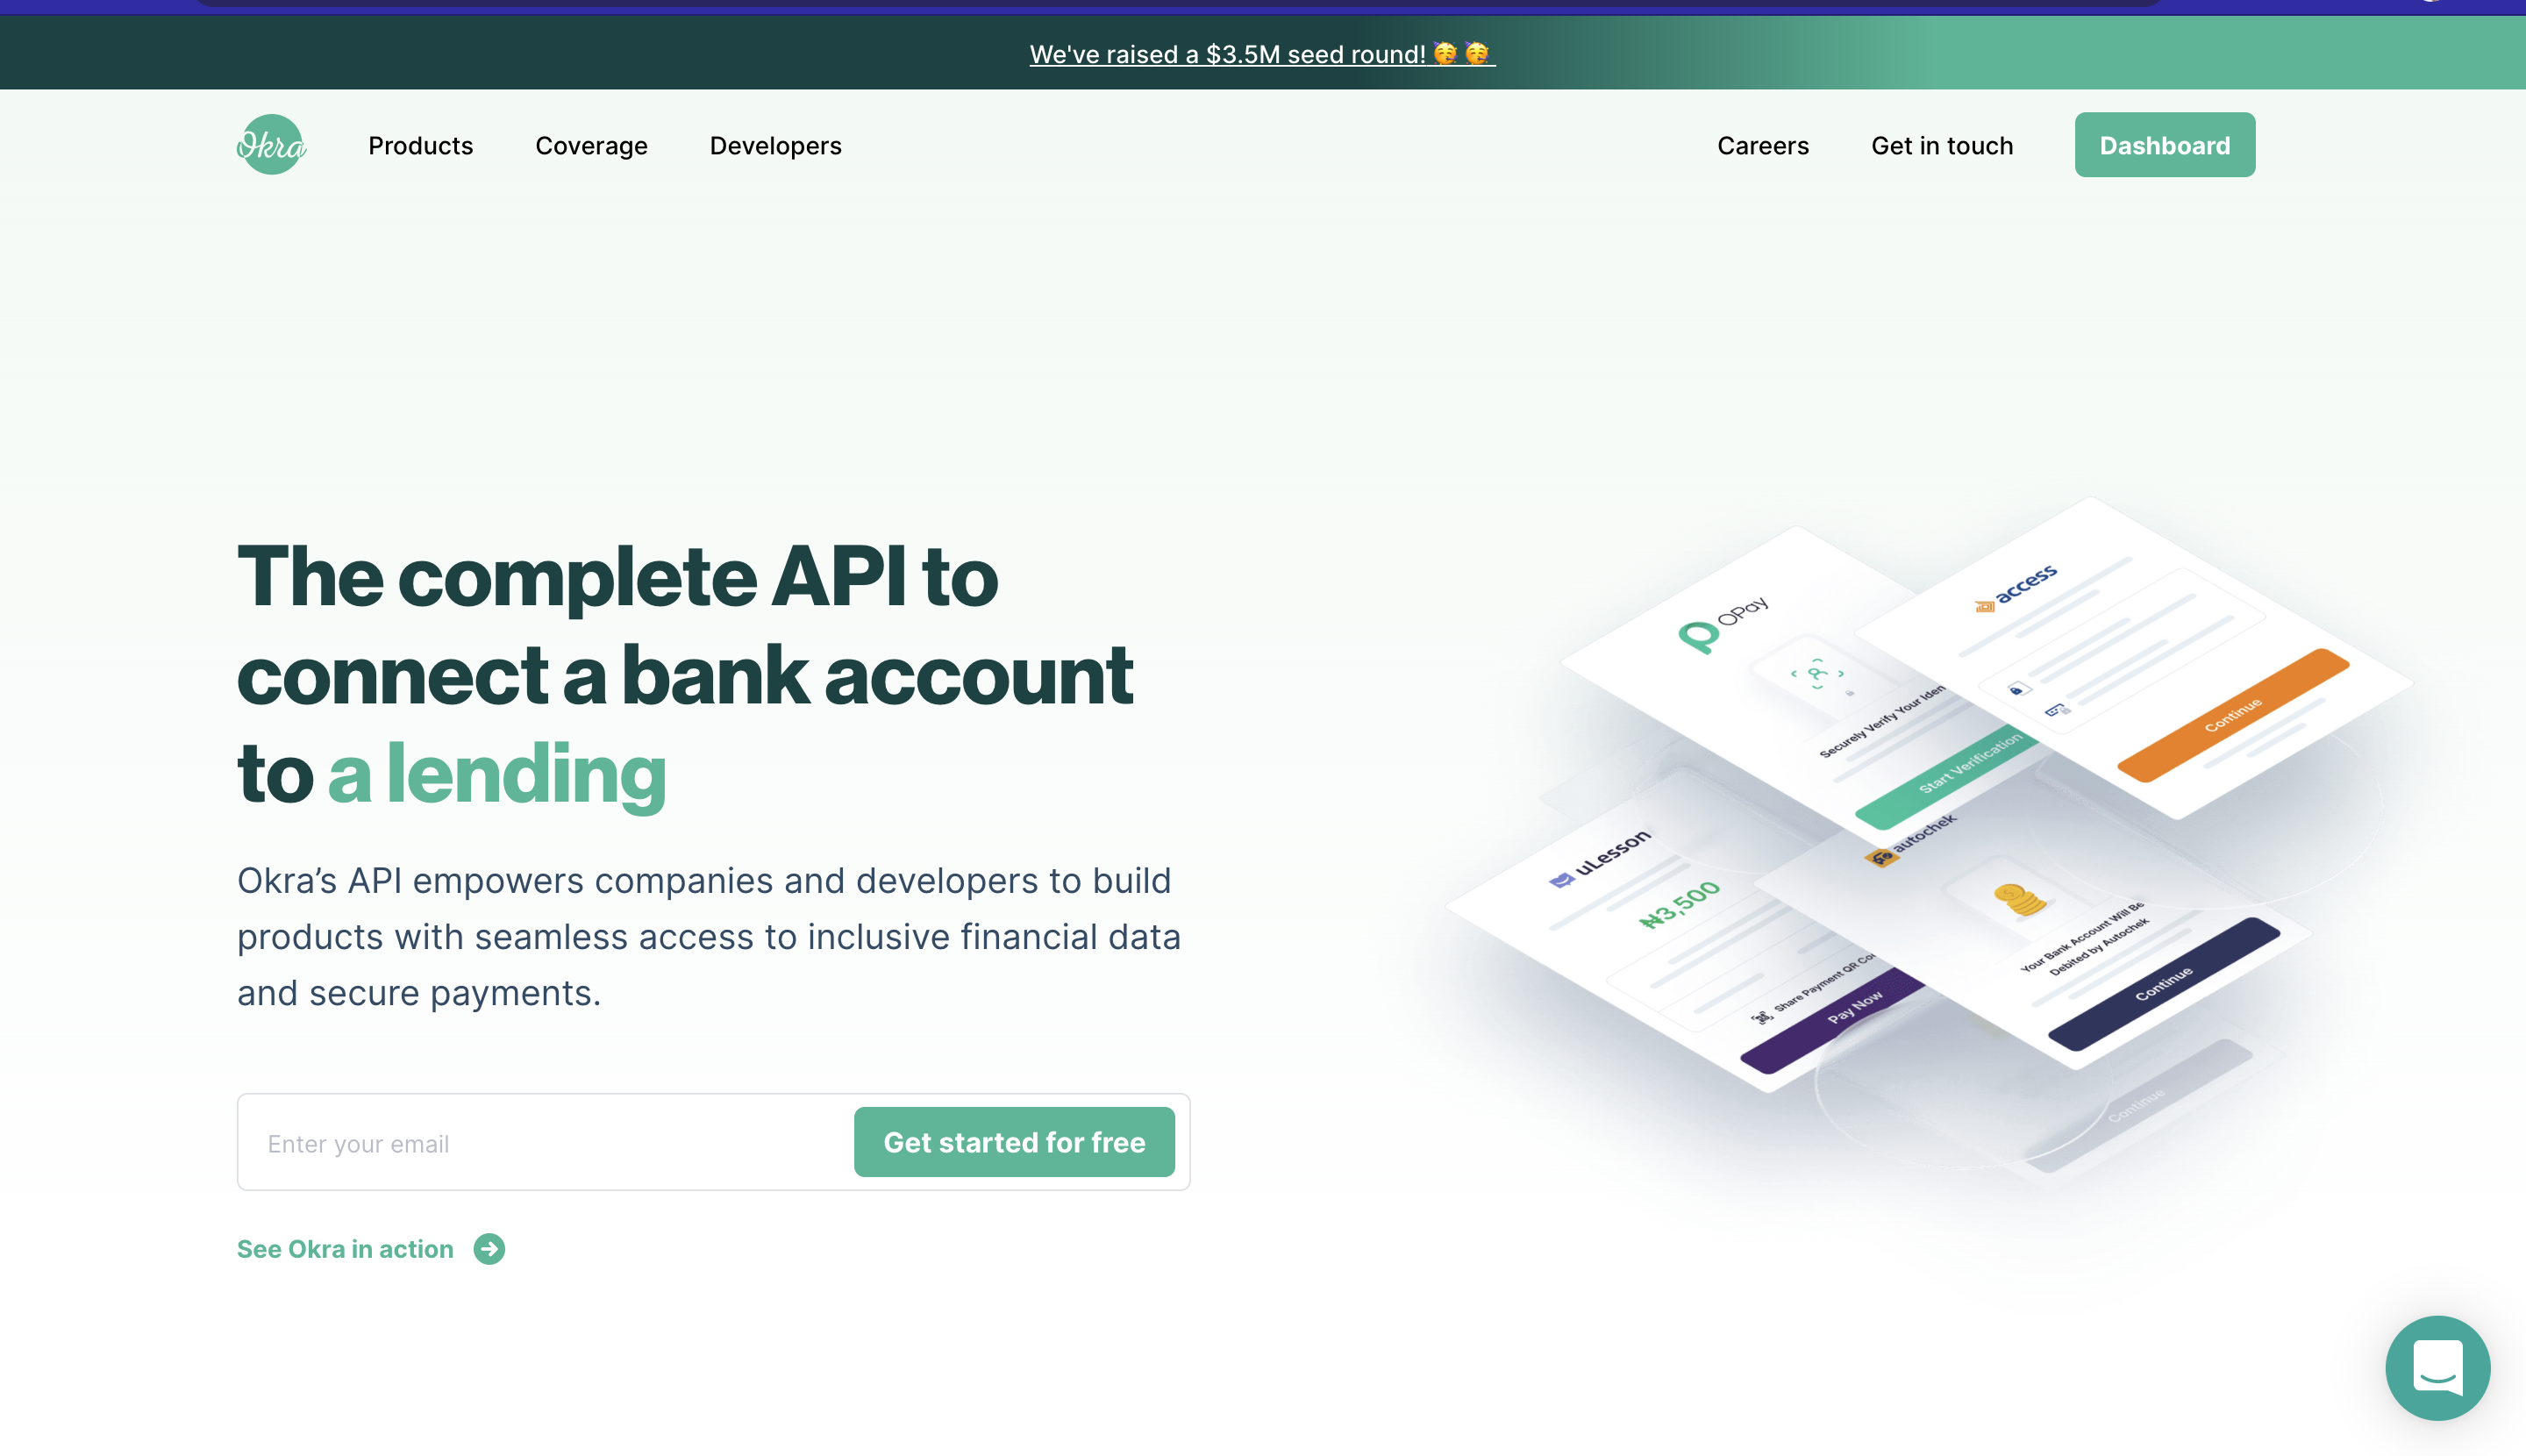 We've raised a $3.5M seed round! 🥳 🥳
Okra
Products
Coverage
Developers
Careers
Get in touch
Dashboard
The complete API to
connect a bank account
to a lending
Okra’s API empowers companies and developers to build
products with seamless access to inclusive financial data
and secure payments.
Enter your email
Get started for free
See Okra in action
OPay
Securely Verify Your Iden
Start Verification
access
Continue
uLesson
₦3,500
Share Payment QR Co
Pay Now
autochek
Your Bank Account Will Be
Debited by Autochek
Continue
Continue